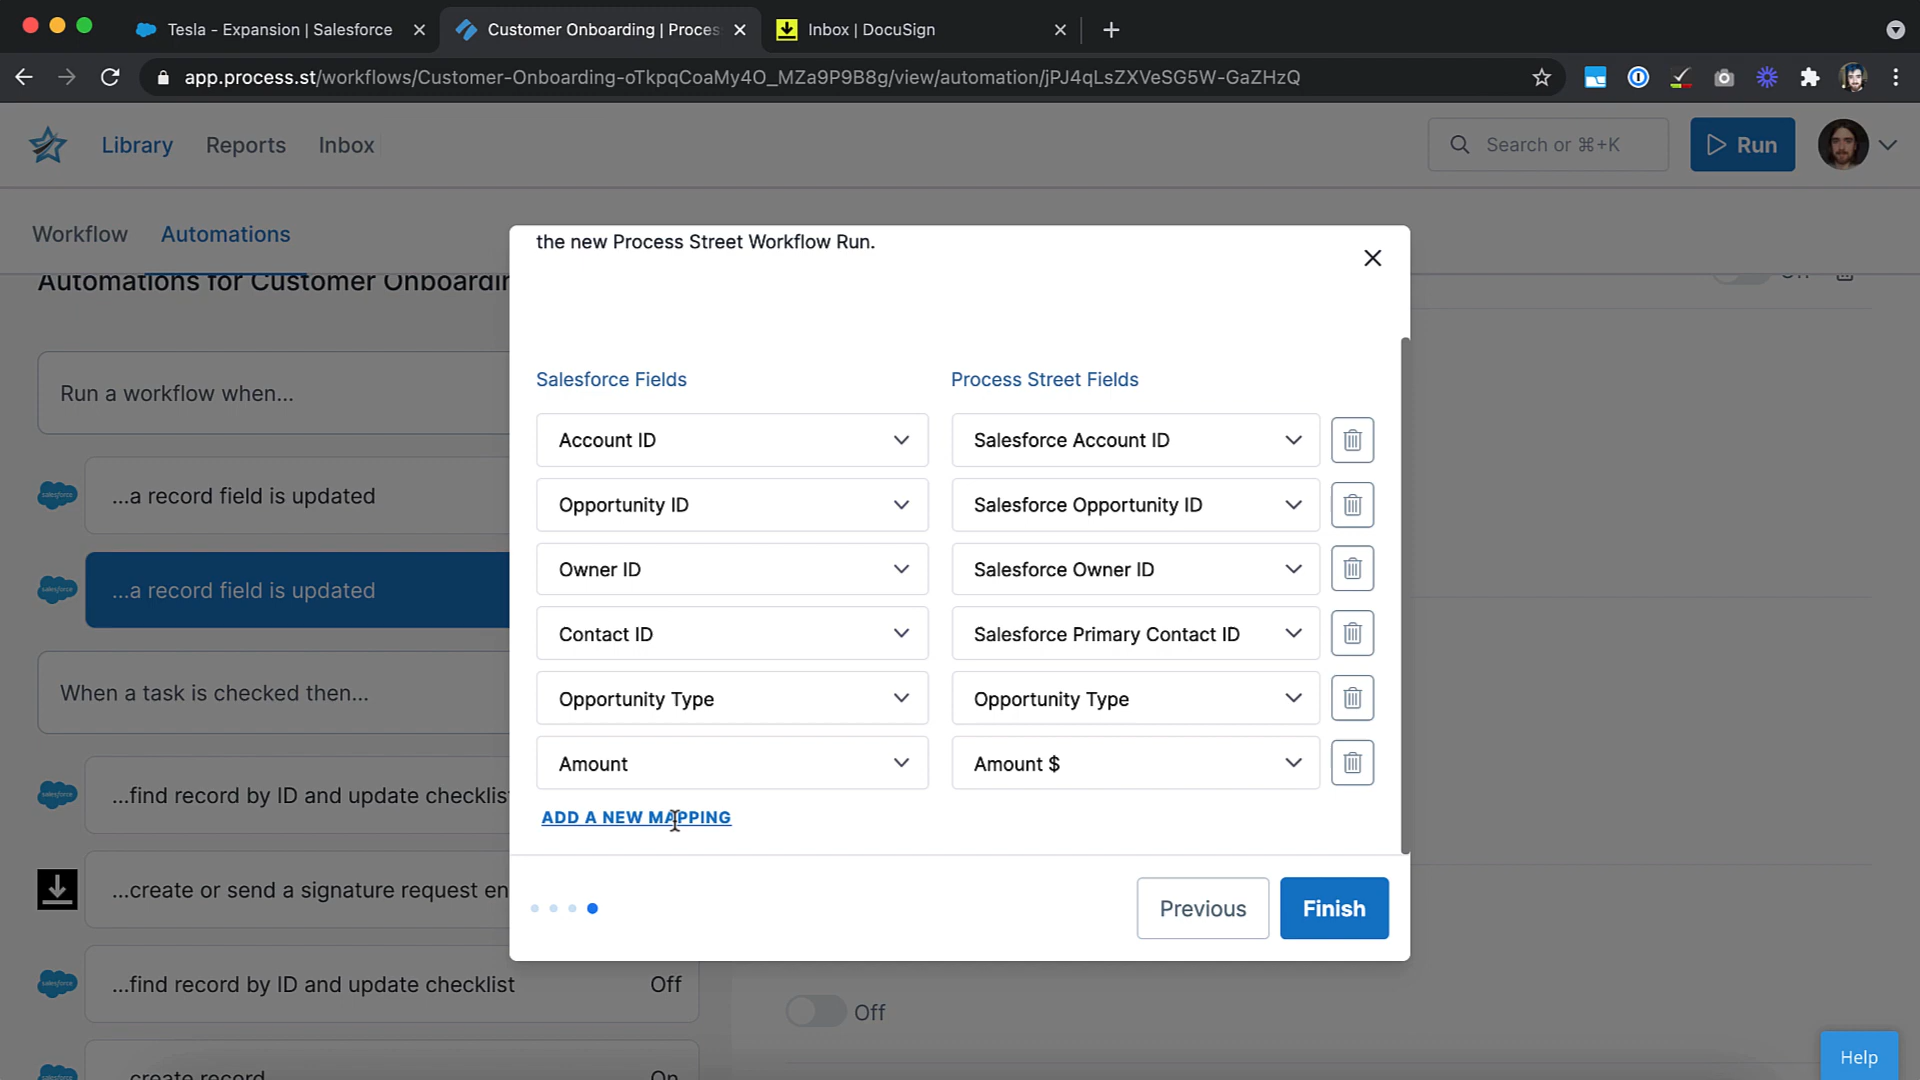 Tesla - Expansion | Salesforce
Customer Onboarding | Proces
Inbox | DocuSign
app.process.st/workflows/Customer-Onboarding-oTkpqCoaMy4O_MZa9P9B8g/view/automation/jPJ4qLsZXVeSG5W-GaZHzQ
Library
Reports
Inbox
Search or ⌘+K
Run
Workflow
Automations
Automations for Customer Onboardin
the new Process Street Workflow Run.
Salesforce Fields
Process Street Fields
Run a workflow when...
Account ID
Salesforce Account ID
salesforce
...a record field is updated
Opportunity ID
Salesforce Opportunity ID
salesforce
...a record field is updated
Owner ID
Salesforce Owner ID
Contact ID
Salesforce Primary Contact ID
When a task is checked then...
Opportunity Type
Opportunity Type
Amount
Amount $
salesforce
...find record by ID and update checklist
ADD A NEW MAPPING
...create or send a signature request en
Previous
Finish
salesforce
...find record by ID and update checklist
Off
Off
create record
On
Help